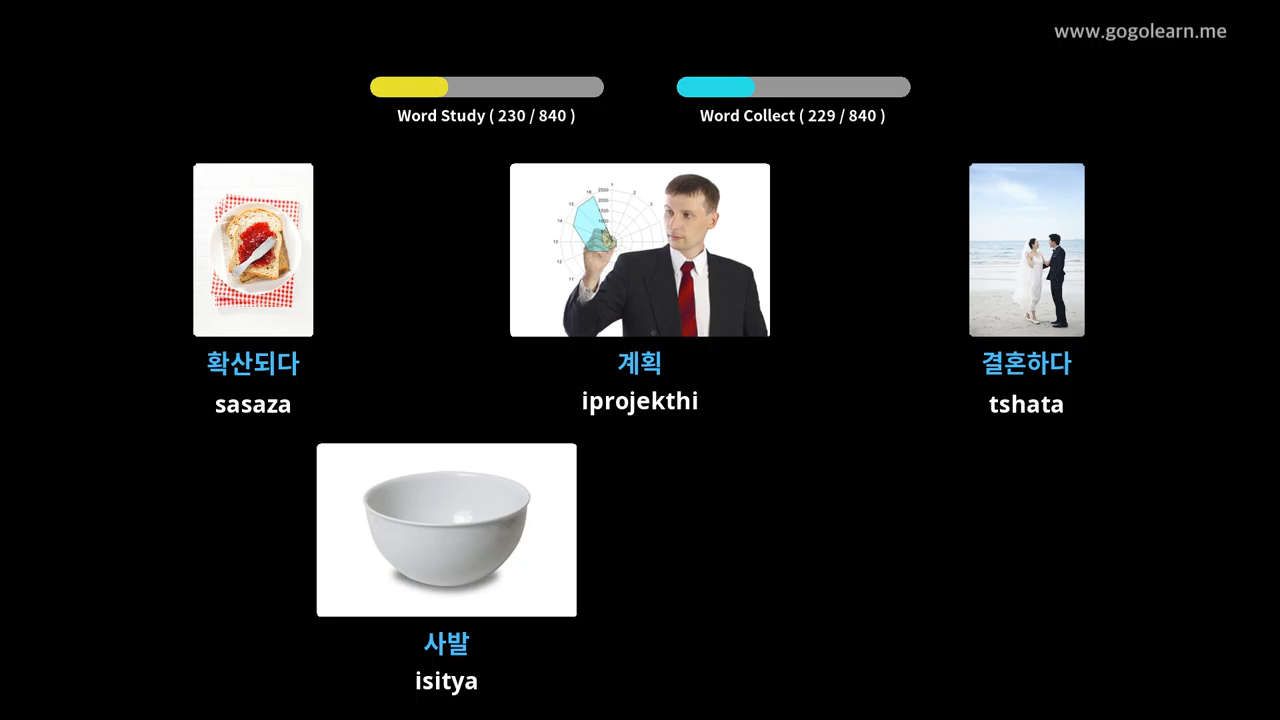 www.gogolearn.me
Word Study ( 230 / 840 )
Word Collect ( 229 / 840 )
확산되다
sasaza
계획
iprojekthi
결혼하다
tshata
사발
isitya